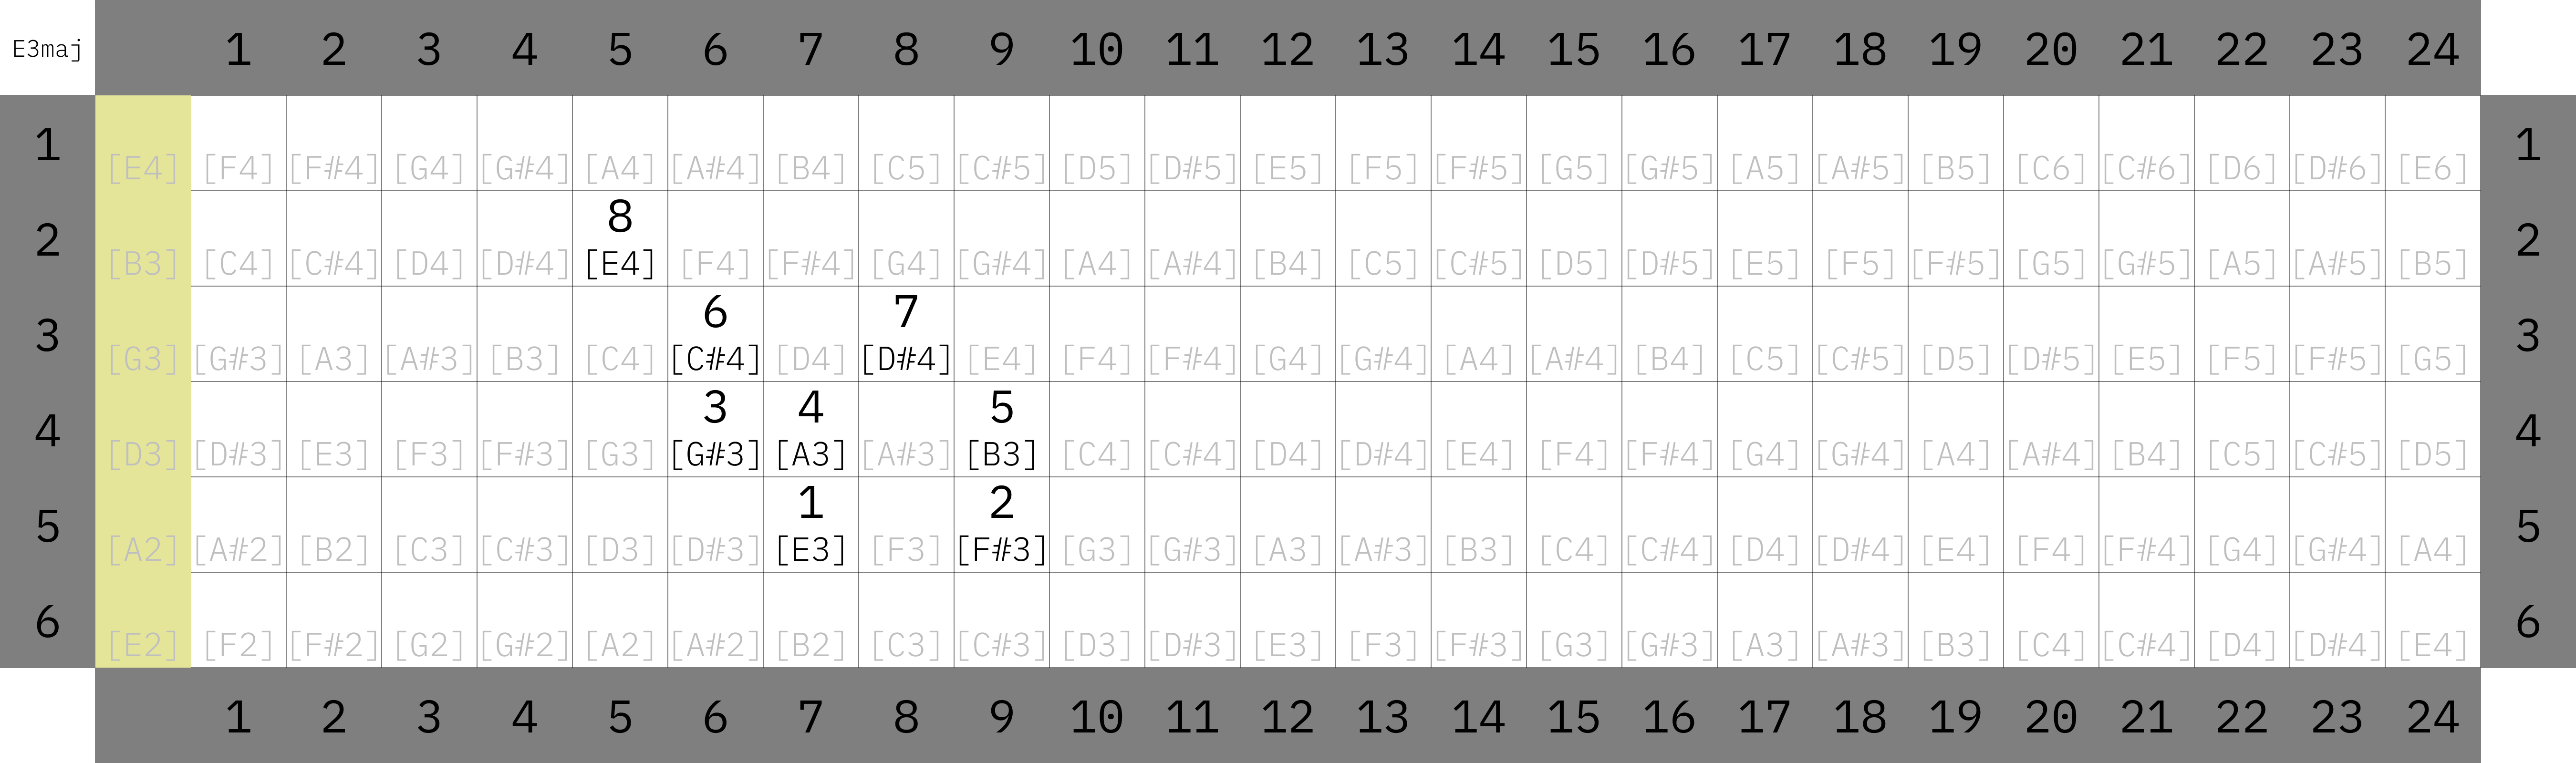 E3maj 1 2 3 4 5 6 7 8 9 10 11 12 13 14 15 16 17 18 19 20 21 22 23 24
1 [E4] [F4] [F#4] [G4] [G#4] [A4] [A#4] [B4] [C5] [C#5] [D5] [D#5] [E5] [F5] [F#5] [G5] [G#5] [A5] [A#5] [B5] [C6] [C#6] [D6] [D#6] [E6] 1
8
2 [B3] [C4] [C#4] [D4] [D#4] [E4] [F4] [F#4] [G4] [G#4] [A4] [A#4] [B4] [C5] [C#5] [D5] [D#5] [E5] [F5] [F#5] [G5] [G#5] [A5] [A#5] [B5] 2
6 7
3 [G3] [G#3] [A3] [A#3] [B3] [C4] [C#4] [D4] [D#4] [E4] [F4] [F#4] [G4] [G#4] [A4] [A#4] [B4] [C5] [C#5] [D5] [D#5] [E5] [F5] [F#5] [G5] 3
3 4 5
4 [D3] [D#3] [E3] [F3] [F#3] [G3] [G#3] [A3] [A#3] [B3] [C4] [C#4] [D4] [D#4] [E4] [F4] [F#4] [G4] [G#4] [A4] [A#4] [B4] [C5] [C#5] [D5] 4
1 2
5 [A2] [A#2] [B2] [C3] [C#3] [D3] [D#3] [E3] [F3] [F#3] [G3] [G#3] [A3] [A#3] [B3] [C4] [C#4] [D4] [D#4] [E4] [F4] [F#4] [G4] [G#4] [A4] 5
6 [E2] [F2] [F#2] [G2] [G#2] [A2] [A#2] [B2] [C3] [C#3] [D3] [D#3] [E3] [F3] [F#3] [G3] [G#3] [A3] [A#3] [B3] [C4] [C#4] [D4] [D#4] [E4] 6
1 2 3 4 5 6 7 8 9 10 11 12 13 14 15 16 17 18 19 20 21 22 23 24